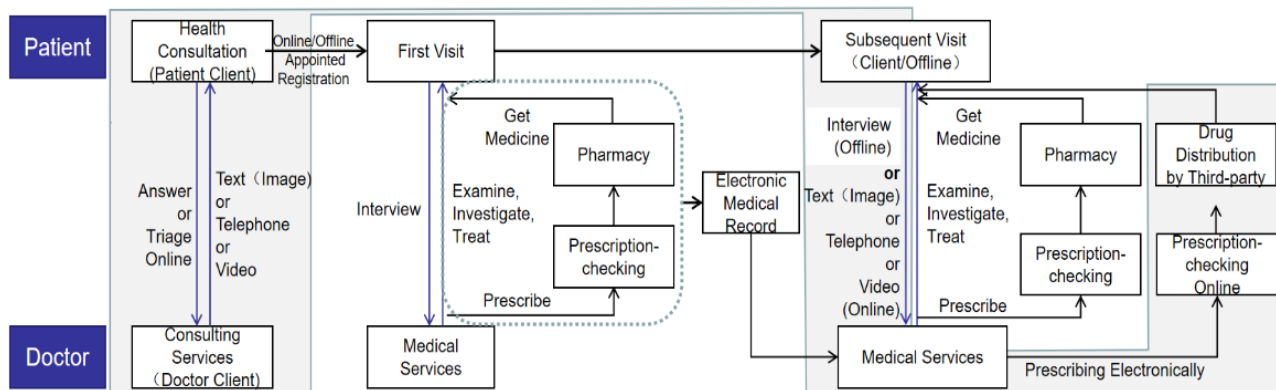 Patient
Health
Consultation
(Patient Client)
Online/Offline
Appointed
Registration
First Visit
Subsequent Visit
（Client/Offline）
Answer
or
Triage
Online
Text（Image）
or
Telephone
or
Video
Interview
Get
Medicine
Examine,
Investigate,
Treat
Pharmacy
Prescription-
checking
Prescribe
Electronic
Medical
Record
Interview
(Offline)
or
Text（Image）
or
Telephone
or
Video
(Online)
Get
Medicine
Examine,
Investigate,
Treat
Pharmacy
Prescription-
checking
Prescribe
Drug
Distribution
by Third-party
Prescription-
checking
Online
Doctor
Consulting
Services
（Doctor Client）
Medical
Services
Medical Services
Prescribing Electronically